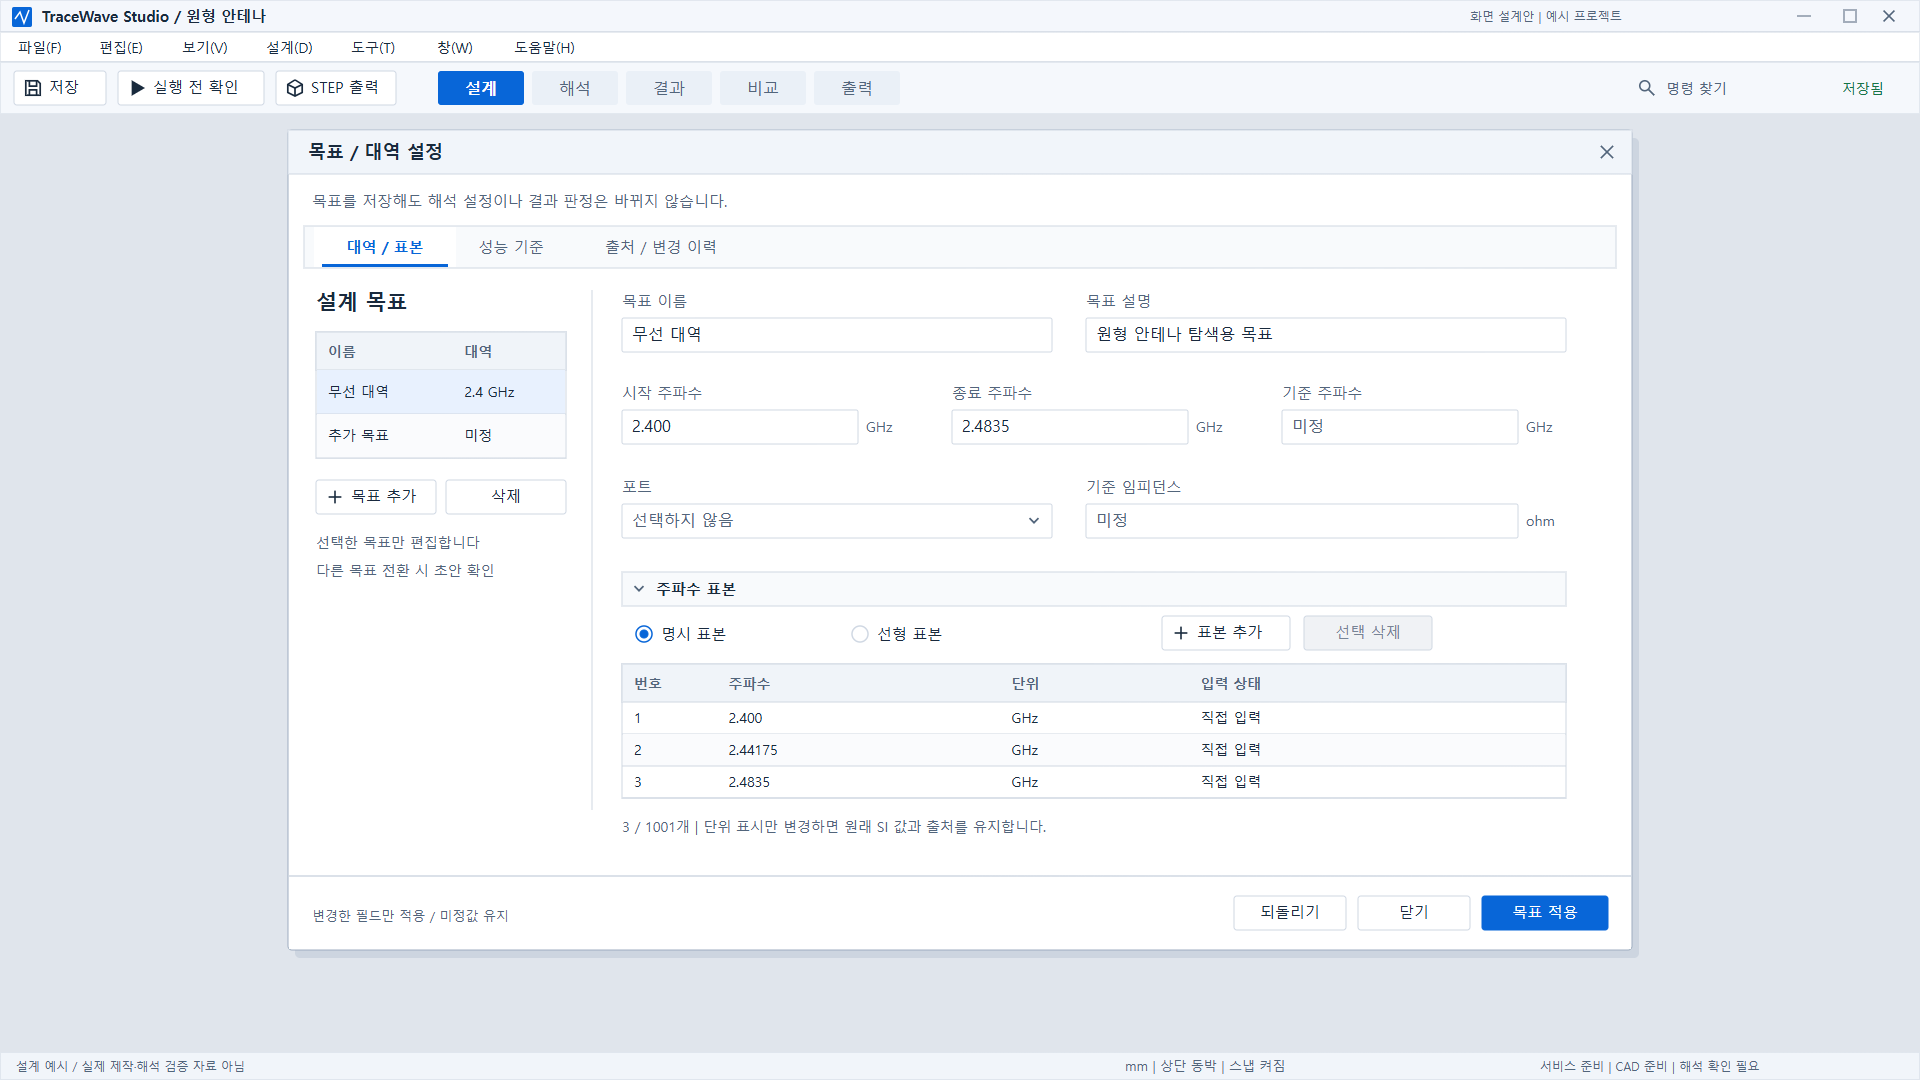 TraceWave Studio / 원형 안테나
화면 설계안 | 예시 프로젝트
파일(F) 편집(E) 보기(V) 설계(D) 도구(T) 창(W) 도움말(H)
저장 실행 전 확인 STEP 출력 설계 해석 결과 비교 출력 명령 찾기 저장됨
목표 / 대역 설정
목표를 저장해도 해석 설정이나 결과 판정은 바뀌지 않습니다.
대역 / 표본 성능 기준 출처 / 변경 이력
설계 목표
이름 대역
무선 대역 2.4 GHz
추가 목표 미정
목표 추가 삭제
선택한 목표만 편집합니다
다른 목표 전환 시 초안 확인
목표 이름 목표 설명
무선 대역 원형 안테나 탐색용 목표
시작 주파수 종료 주파수 기준 주파수
2.400 GHz 2.4835 GHz 미정 GHz
포트 기준 임피던스
선택하지 않음 미정 ohm
주파수 표본
명시 표본 선형 표본 표본 추가 선택 삭제
번호 주파수 단위 입력 상태
1 2.400 GHz 직접 입력
2 2.44175 GHz 직접 입력
3 2.4835 GHz 직접 입력
3 / 1001개 | 단위 표시만 변경하면 원래 SI 값과 출처를 유지합니다.
변경한 필드만 적용 / 미정값 유지
되돌리기 닫기 목표 적용
설계 예시 / 실제 제작·해석 검증 자료 아님
mm | 상단 동박 | 스냅 켜짐
서비스 준비 | CAD 준비 | 해석 확인 필요